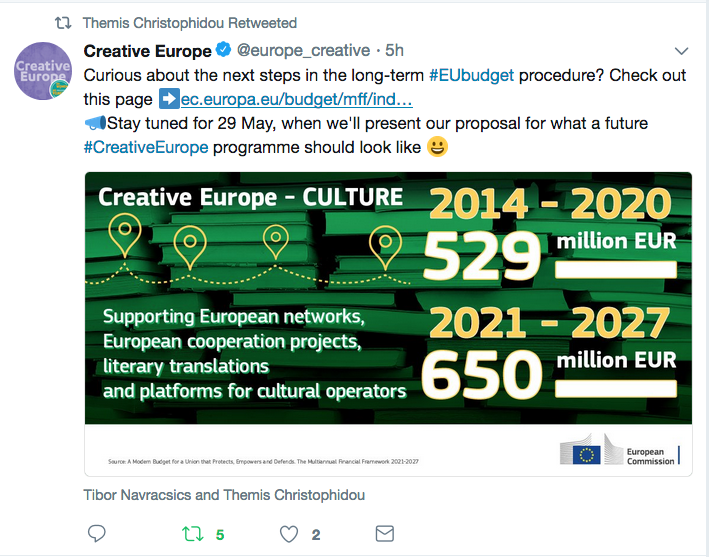 Themis Christophidou Retweeted
Creative Europe @europe_creative · 5h
Curious about the next steps in the long-term #EUbudget procedure? Check out
this page ➡ec.europa.eu/budget/mff/ind…
📣Stay tuned for 29 May, when we'll present our proposal for what a future
#CreativeEurope programme should look like 😀
Creative
Europe
Creative Europe – CULTURE
2014 – 2020
529 million EUR
Supporting European networks,
European cooperation projects,
literary translations
and platforms for cultural operators
2021 – 2027
650 million EUR
Source: A Modern Budget for a Union that Protects, Empowers and Defends. The Multiannual Financial Framework 2021-2027
European
Commission
Tibor Navracsics and Themis Christophidou
5
2